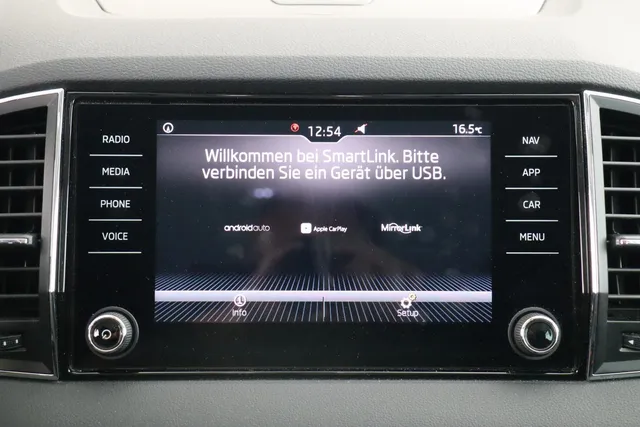 12:54
16.5°C
RADIO
MEDIA
PHONE
VOICE
Willkommen bei SmartLink. Bitte
verbinden Sie ein Gerät über USB.
androidauto
Apple CarPlay
MirrorLink
Info
Setup
NAV
APP
CAR
MENU